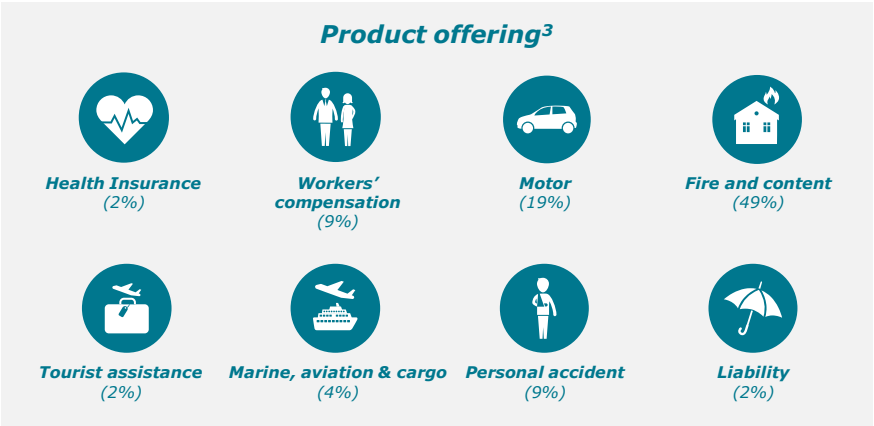 Product offering³
Health Insurance
(2%)
Workers’
compensation
(9%)
Motor
(19%)
Fire and content
(49%)
Tourist assistance
(2%)
Marine, aviation & cargo
(4%)
Personal accident
(9%)
Liability
(2%)